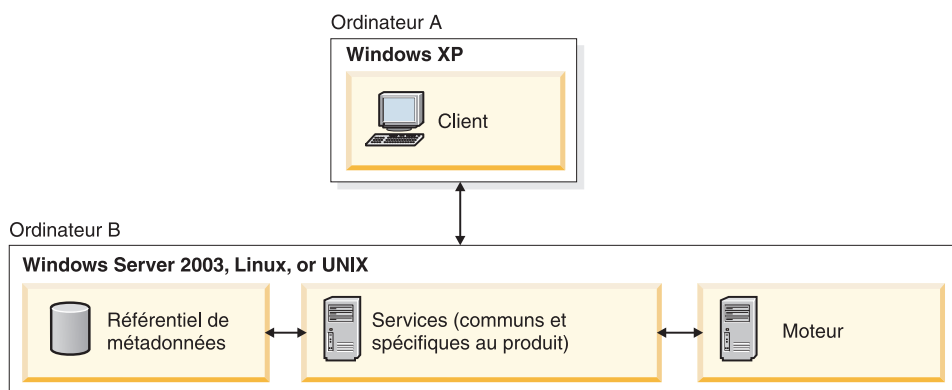 Ordinateur A
Windows XP
Client
Ordinateur B
Windows Server 2003, Linux, or UNIX
Référentiel de
métadonnées
Services (communs et
spécifiques au produit)
Moteur